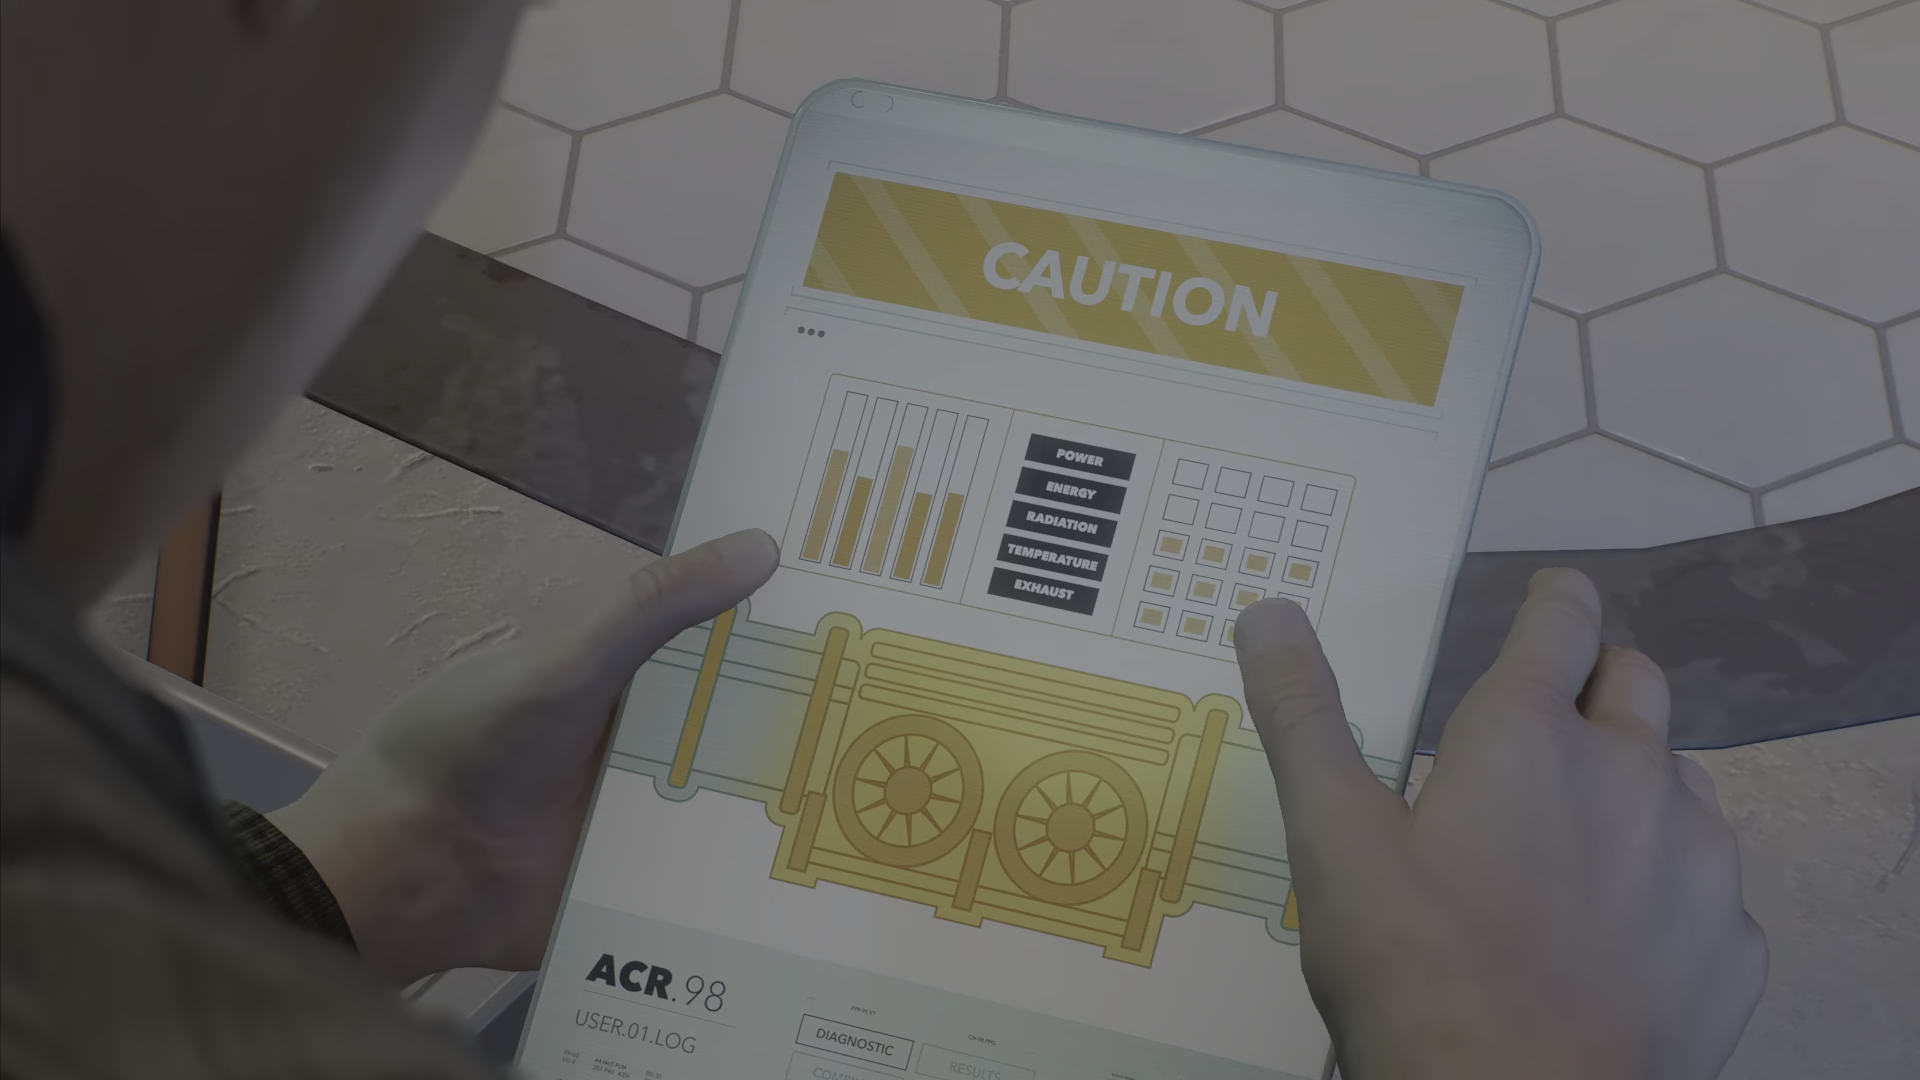 CAUTION
POWER
ENERGY
RADIATION
TEMPERATURE
EXHAUST
ACR.98
USER.01.LOG
DIAGNOSTIC
RESULTS